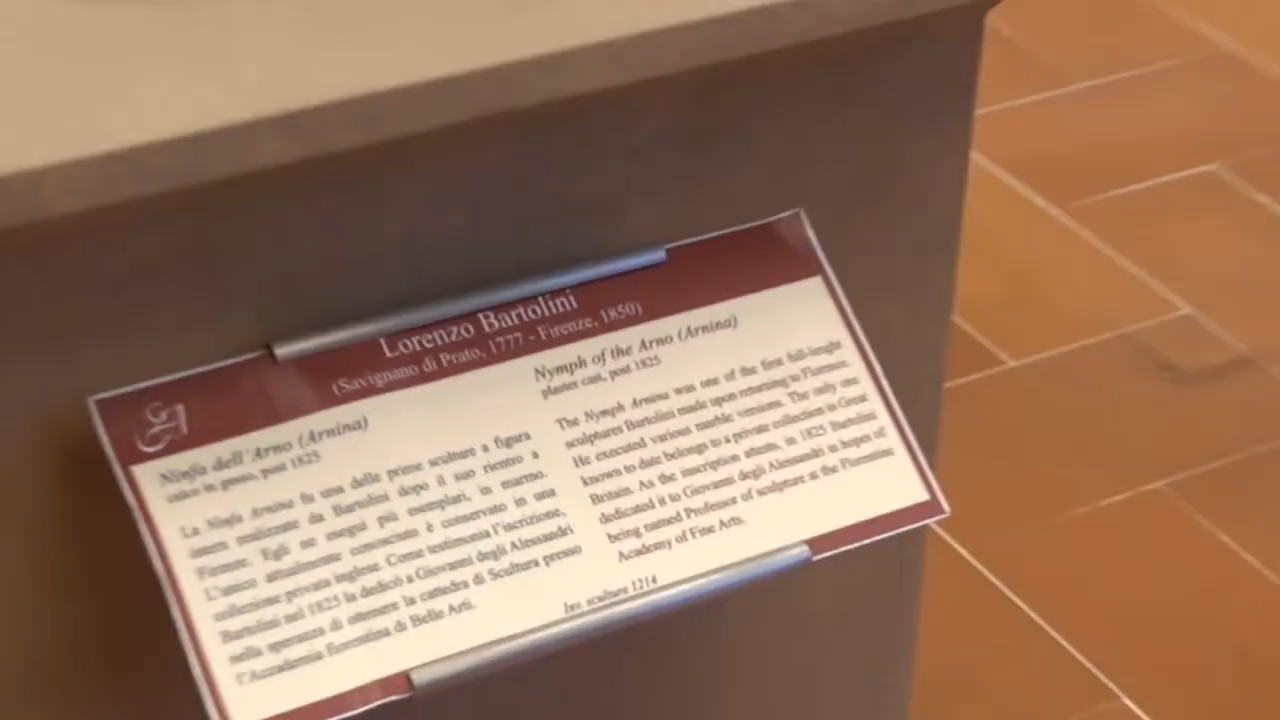 Lorenzo Bartolini
(Savignano di Prato, 1777 - Firenze, 1850)
Ninfa dell'Arno (Arnina)
calco in gesso, post 1825
La Ninfa Arnina fu una delle prime sculture a figura
intera realizzate da Bartolini dopo il suo rientro a
Firenze. Egli ne eseguì più esemplari, in marmo.
L'unico attualmente conosciuto è conservato in una
collezione privata inglese. Come testimonia l'iscrizione,
Bartolini nel 1825 la dedicò a Giovanni degli Alessandri
nella speranza di ottenere la cattedra di Scultura presso
l'Accademia fiorentina di Belle Arti.
Nymph of the Arno (Arnina)
plaster cast, post 1825
The Nymph Arnina was one of the first full-lenght
sculptures Bartolini made upon returning to Florence.
He executed various marble versions. The only one
known to date belongs to a private collection in Great
Britain. As the inscription attests, in 1825 Bartolini
dedicated it to Giovanni degli Alessandri in hopes of
being named Professor of sculpture at the Florentine
Academy of Fine Arts.
Inv. sculture 1214